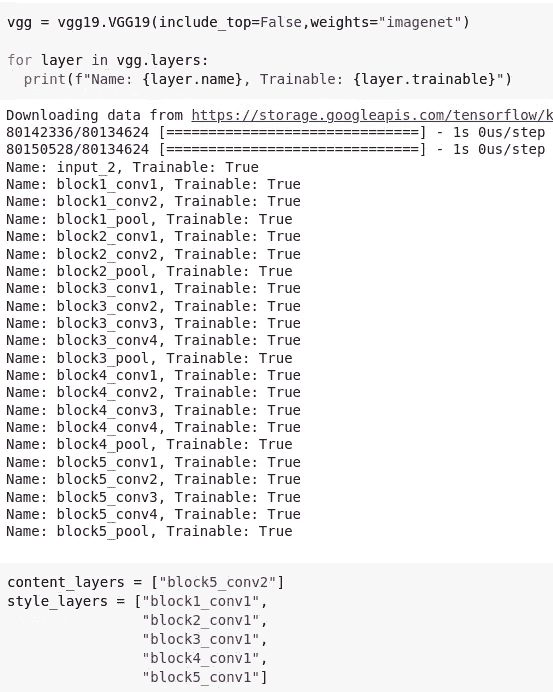 vgg = vgg19.VGG19(include_top=False,weights="imagenet")
for layer in vgg.layers:
print(f"Name: {layer.name}, Trainable: {layer.trainable}")
Downloading data from https://storage.googleapis.com/tensorflow/k
80142336/80134624 [==============================] - 1s 0us/step
80150528/80134624 [==============================] - 1s 0us/step
Name: input_2, Trainable: True
Name: block1_conv1, Trainable: True
Name: block1_conv2, Trainable: True
Name: block1_pool, Trainable: True
Name: block2_conv1, Trainable: True
Name: block2_conv2, Trainable: True
Name: block2_pool, Trainable: True
Name: block3_conv1, Trainable: True
Name: block3_conv2, Trainable: True
Name: block3_conv3, Trainable: True
Name: block3_conv4, Trainable: True
Name: block3_pool, Trainable: True
Name: block4_conv1, Trainable: True
Name: block4_conv2, Trainable: True
Name: block4_conv3, Trainable: True
Name: block4_conv4, Trainable: True
Name: block4_pool, Trainable: True
Name: block5_conv1, Trainable: True
Name: block5_conv2, Trainable: True
Name: block5_conv3, Trainable: True
Name: block5_conv4, Trainable: True
Name: block5_pool, Trainable: True
content_layers = ["block5_conv2"]
style_layers = ["block1_conv1",
"block2_conv1",
"block3_conv1",
"block4_conv1",
"block5_conv1"]